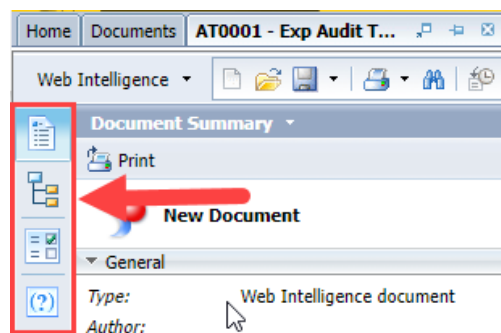 Home Documents AT0001 - Exp Audit T...
Web Intelligence
Document Summary
Print
New Document
General
Type: Web Intelligence document
Author:
(?)